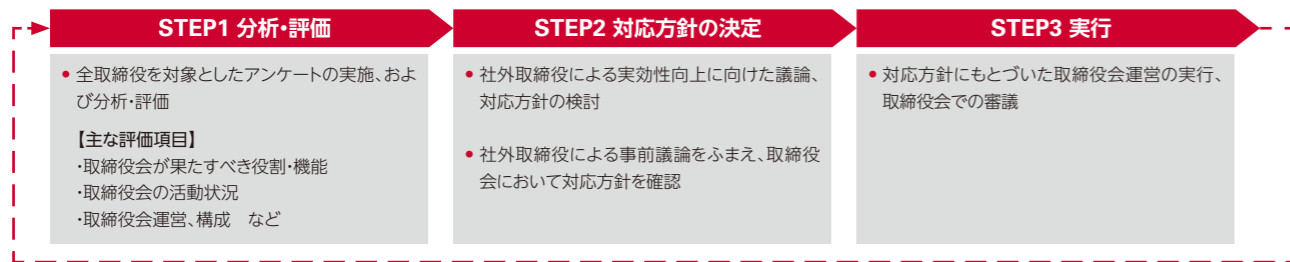 STEP1 分析・評価
• 全取締役を対象としたアンケートの実施、およ
び分析・評価
【主な評価項目】
・取締役会が果たすべき役割・機能
・取締役会の活動状況
・取締役会運営、構成　など
STEP2 対応方針の決定
• 社外取締役による実効性向上に向けた議論、
対応方針の検討
• 社外取締役による事前議論をふまえ、取締役
会において対応方針を確認
STEP3 実行
• 対応方針にもとづいた取締役会運営の実行、
取締役会での審議